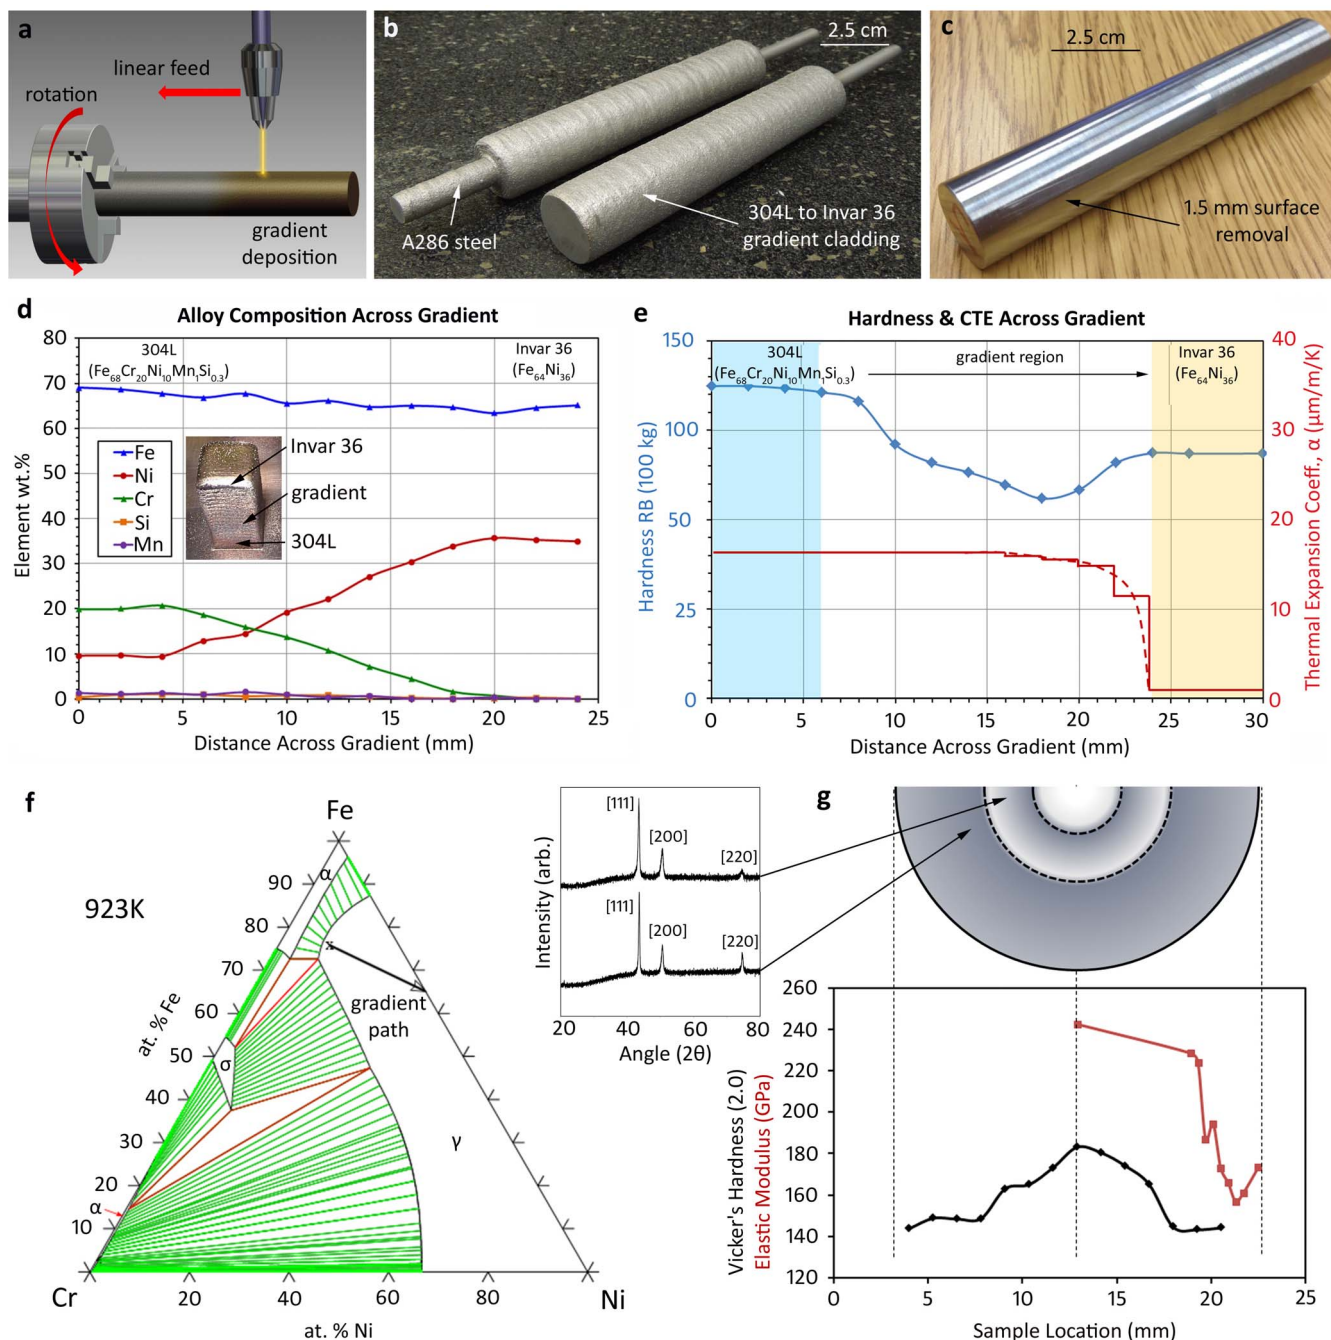 a
linear feed
rotation
gradient
deposition
b
2.5 cm
A286 steel
304L to Invar 36
gradient cladding
c
2.5 cm
1.5 mm surface
removal
d
Alloy Composition Across Gradient
304L
(Fe68Cr20Ni10Mn1Si0.3)
Invar 36
(Fe64Ni36)
Element wt.%
80
70
60
50
40
30
20
10
0
Fe
Ni
Cr
Si
Mn
Invar 36
gradient
304L
0
5
10
15
20
25
Distance Across Gradient (mm)
e
Hardness & CTE Across Gradient
304L
(Fe68Cr20Ni10Mn1Si0.3)
gradient region
Invar 36
(Fe64Ni36)
Hardness RB (100 kg)
150
100
50
25
0
Thermal Expansion Coeff., α (μm/m/K)
40
30
20
10
0
0
5
10
15
20
25
30
Distance Across Gradient (mm)
f
923K
Fe
at. % Fe
90
80
70
60
50
40
30
20
10
α
x
gradient
path
σ
γ
α
Cr
20
40
60
80
Ni
at. % Ni
Intensity (arb.)
[111]
[200]
[220]
[111]
[200]
[220]
20
40
60
80
Angle (2θ)
g
Vicker's Hardness (2.0)
Elastic Modulus (GPa)
260
240
220
200
180
160
140
120
0
5
10
15
20
25
Sample Location (mm)